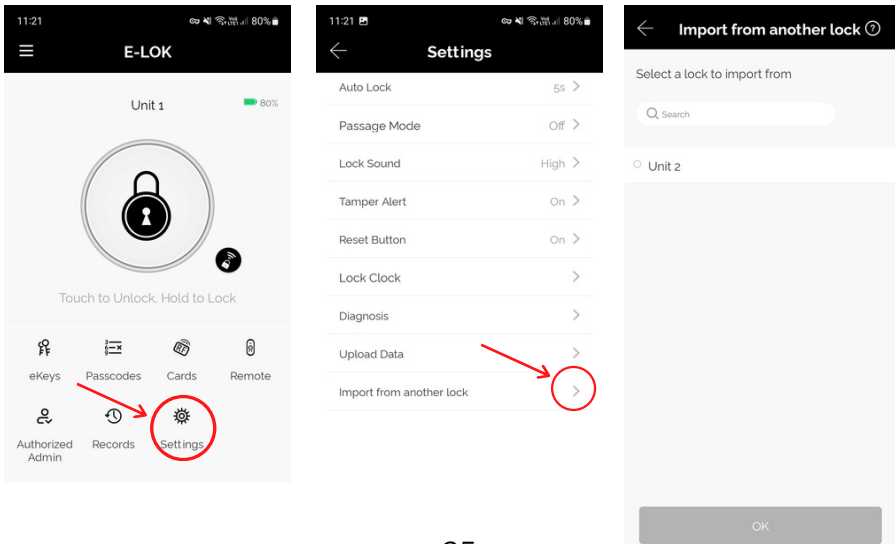 11:21
80%
E-LOK
Unit 1
80%
Touch to Unlock, Hold to Lock
eKeys
Passcodes
Cards
Remote
Authorized
Admin
Records
Settings
11:21
80%
Settings
Auto Lock 5s
Passage Mode Off
Lock Sound High
Tamper Alert On
Reset Button On
Lock Clock
Diagnosis
Upload Data
Import from another lock
Import from another lock
Select a lock to import from
Search
Unit 2
OK